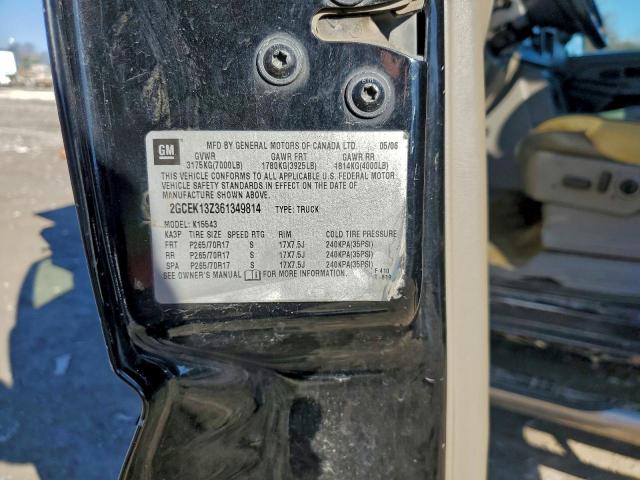 GM
MFD BY GENERAL MOTORS OF CANADA LTD. 05/06
GVWR GAWR FRT GAWR RR
3175KG(7000LB) 1780KG(3925LB) 1814KG(4000LB)
THIS VEHICLE CONFORMS TO ALL APPLICABLE U.S. FEDERAL MOTOR
VEHICLE SAFETY STANDARDS IN EFFECT ON THE DATE OF
MANUFACTURE SHOWN ABOVE.
2GCEK13Z361349814 TYPE: TRUCK
MODEL: K15543
KA3P TIRE SIZE SPEED RTG RIM COLD TIRE PRESSURE
FRT P265/70R17 S 17X7.5J 240KPA(35PSI)
RR P265/70R17 S 17X7.5J 240KPA(35PSI)
SPA P265/70R17 S 17X7.5J 240KPA(35PSI)
SEE OWNER'S MANUAL FOR MORE INFORMATION. F 410